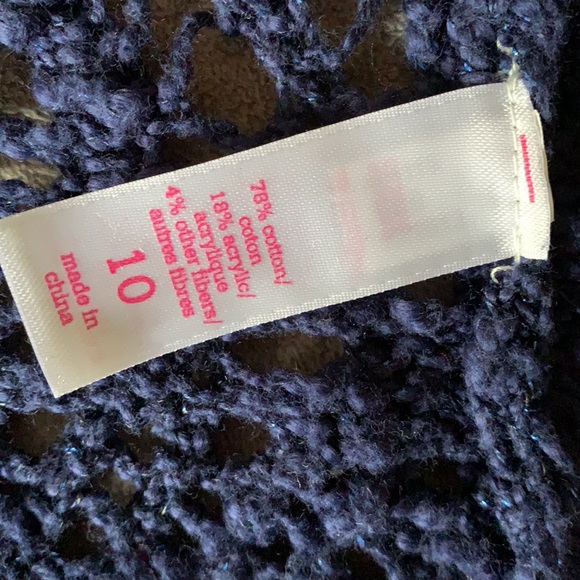 78% cotton/
coton
18% acrylic/
acrylique
4% other fibers/
autres fibres
10
made in
china